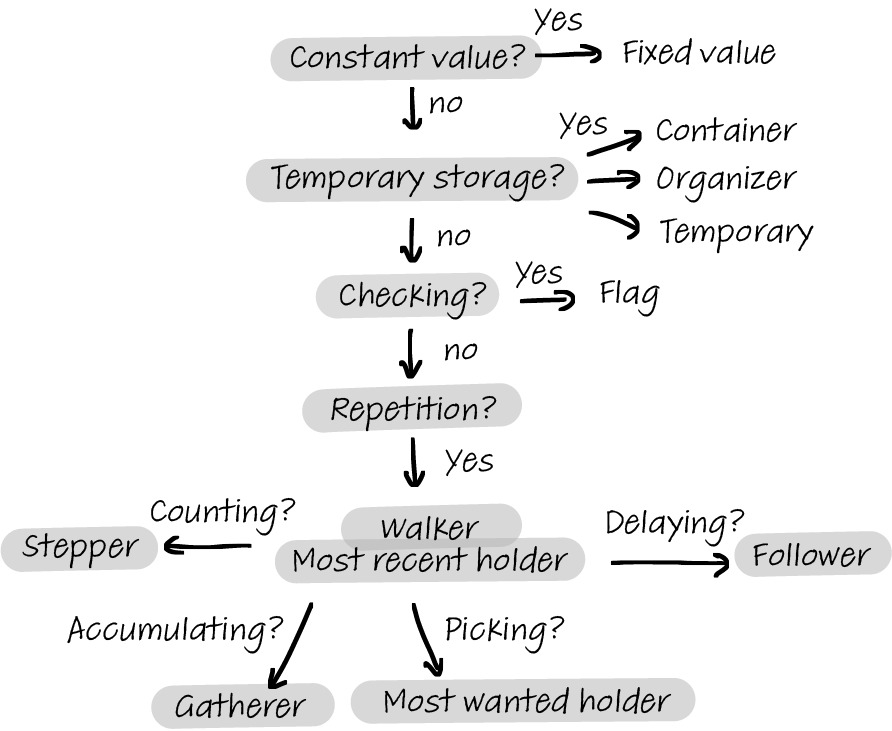 Yes
Constant value?
Fixed value
no
Yes
Container
Temporary storage?
Organizer
Temporary
no
Yes
Checking?
Flag
no
Repetition?
Yes
Counting?
Stepper
Walker
Most recent holder
Delaying?
Follower
Accumulating?
Picking?
Gatherer
Most wanted holder